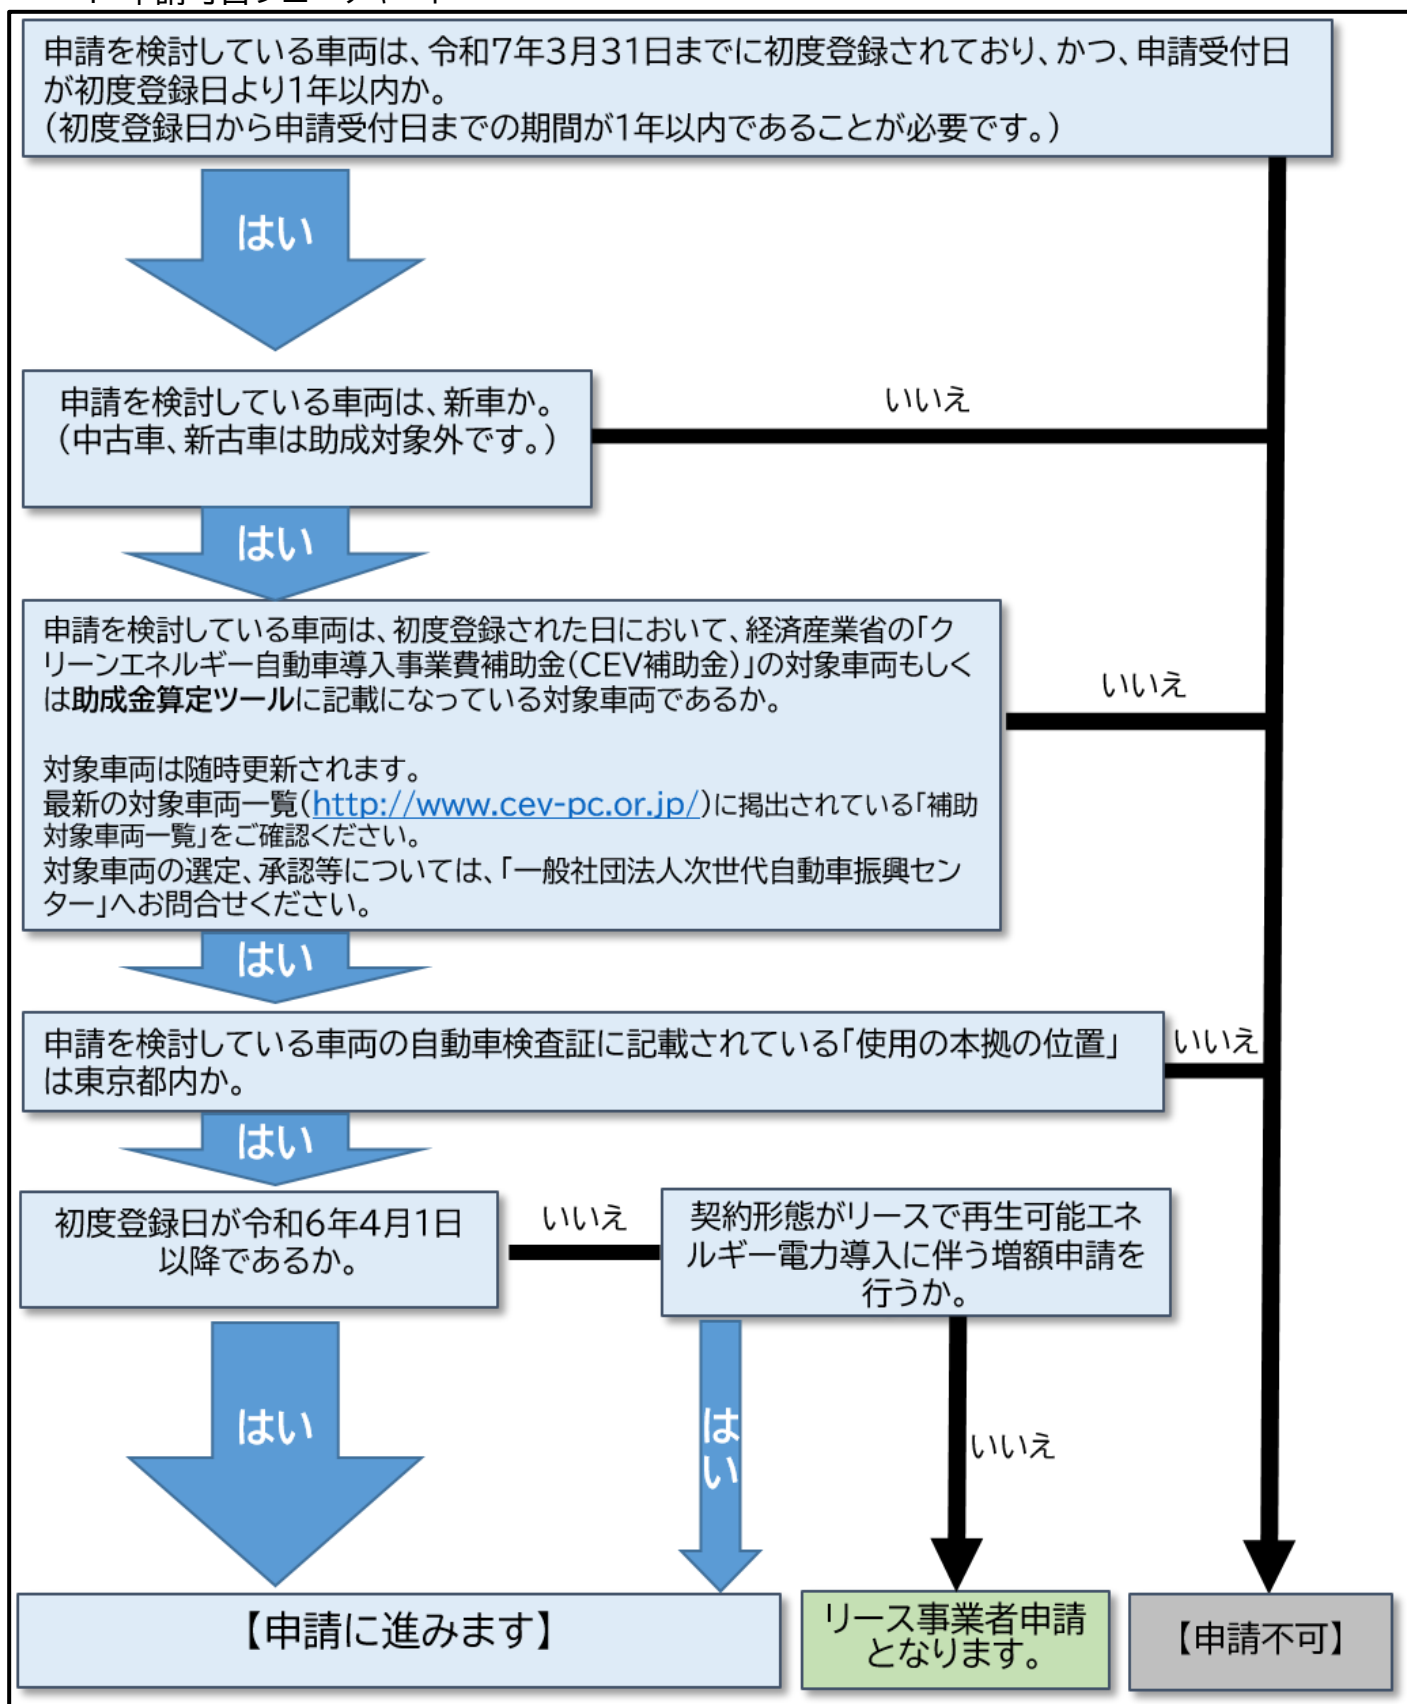 申請を検討している車両は、令和7年3月31日までに初度登録されており、かつ、申請受付日
が初度登録日より1年以内か。
（初度登録日から申請受付日までの期間が1年以内であることが必要です。）
はい
申請を検討している車両は、新車か。
（中古車、新古車は助成対象外です。）
いいえ
はい
申請を検討している車両は、初度登録された日において、経済産業省の「ク
リーンエネルギー自動車導入事業費補助金（CEV補助金）」の対象車両もしく
は助成金算定ツールに記載になっている対象車両であるか。
対象車両は随時更新されます。
最新の対象車両一覧（http://www.cev-pc.or.jp/）に掲出されている「補助
対象車両一覧」をご確認ください。
対象車両の選定、承認等については、「一般社団法人次世代自動車振興セン
ター」へお問合せください。
いいえ
はい
申請を検討している車両の自動車検査証に記載されている「使用の本拠の位置」
は東京都内か。
いいえ
はい
初度登録日が令和6年4月1日
以降であるか。
いいえ
契約形態がリースで再生可能エネ
ルギー電力導入に伴う増額申請を
行うか。
はい
はい
いいえ
【申請に進みます】
リース事業者申請
となります。
【申請不可】